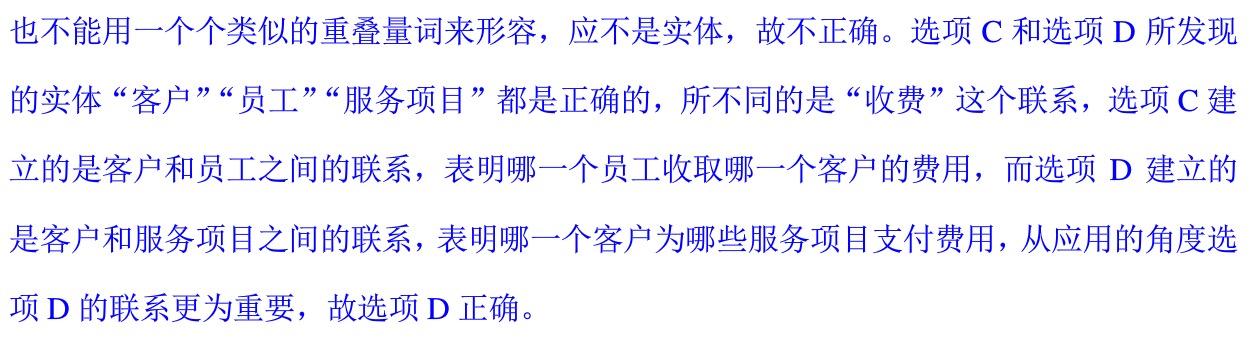 也不能用一个个类似的重叠量词来形容，应不是实体，故不正确。选项 C 和选项 D 所发现
的实体“客户”“员工”“服务项目”都是正确的，所不同的是“收费”这个联系，选项 C 建
立的是客户和员工之间的联系，表明哪一个员工收取哪一个客户的费用，而选项 D 建立的
是客户和服务项目之间的联系，表明哪一个客户为哪些服务项目支付费用，从应用的角度选
项 D 的联系更为重要，故选项 D 正确。